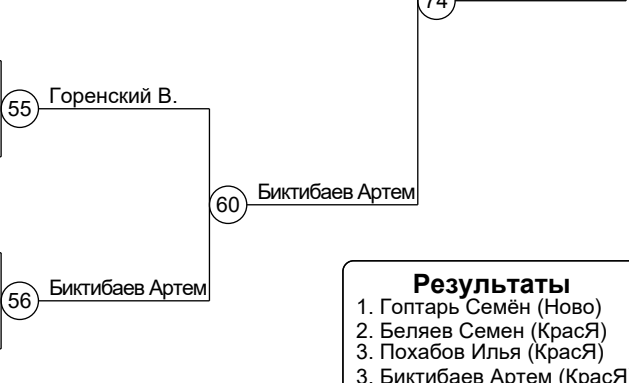 74
55 Горенский В.
60 Биктибаев Артем
56 Биктибаев Артем
Результаты
1. Гоптарь Семён (Ново)
2. Беляев Семен (КрасЯ)
3. Похабов Илья (КрасЯ)
3. Биктибаев Артем (КрасЯ